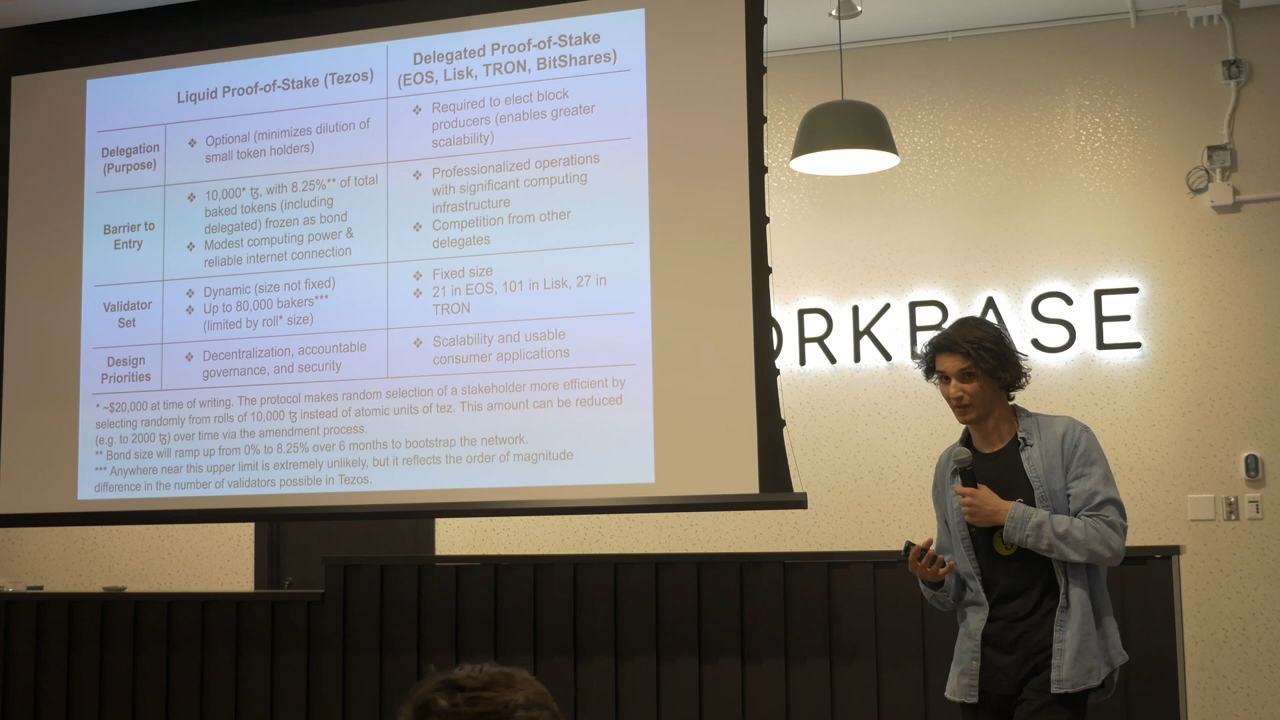 Liquid Proof-of-Stake (Tezos)
Delegated Proof-of-Stake
(EOS, Lisk, TRON, BitShares)
Delegation
(Purpose)
❖ Optional (minimizes dilution of
small token holders)
❖ Required to elect block
producers (enables greater
scalability)
Barrier to
Entry
❖ 10,000* ꜩ, with 8.25%** of total
baked tokens (including
delegated) frozen as bond
❖ Modest computing power &
reliable internet connection
❖ Professionalized operations
with significant computing
infrastructure
❖ Competition from other
delegates
Validator
Set
❖ Dynamic (size not fixed)
❖ Up to 80,000 bakers***
(limited by roll* size)
❖ Fixed size
❖ 21 in EOS, 101 in Lisk, 27 in
TRON
Design
Priorities
❖ Decentralization, accountable
governance, and security
❖ Scalability and usable
consumer applications
* ~$20,000 at time of writing. The protocol makes random selection of a stakeholder more efficient by
selecting randomly from rolls of 10,000 ꜩ instead of atomic units of tez. This amount can be reduced
(e.g. to 2000 ꜩ) over time via the amendment process.
** Bond size will ramp up from 0% to 8.25% over 6 months to bootstrap the network.
*** Anywhere near this upper limit is extremely unlikely, but it reflects the order of magnitude
difference in the number of validators possible in Tezos.
ORKBASE